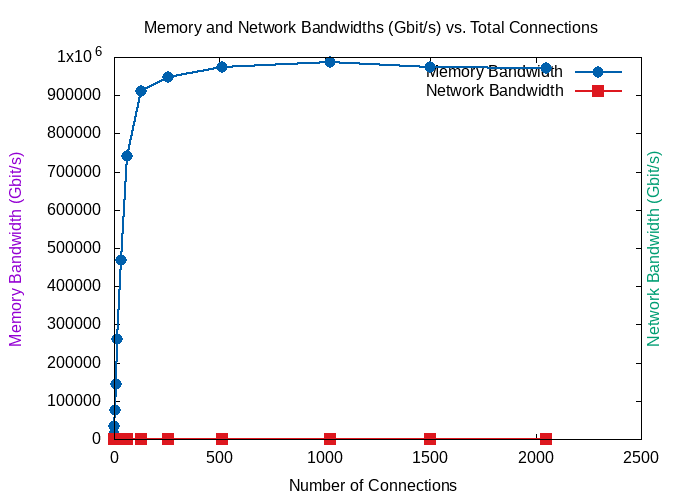 Memory and Network Bandwidths (Gbit/s) vs. Total Connections
1x10^6
900000
800000
700000
600000
500000
400000
300000
200000
100000
0
Memory Bandwidth (Gbit/s)
Memory Bandwidth
Network Bandwidth
Network Bandwidth (Gbit/s)
0 500 1000 1500 2000 2500
Number of Connections